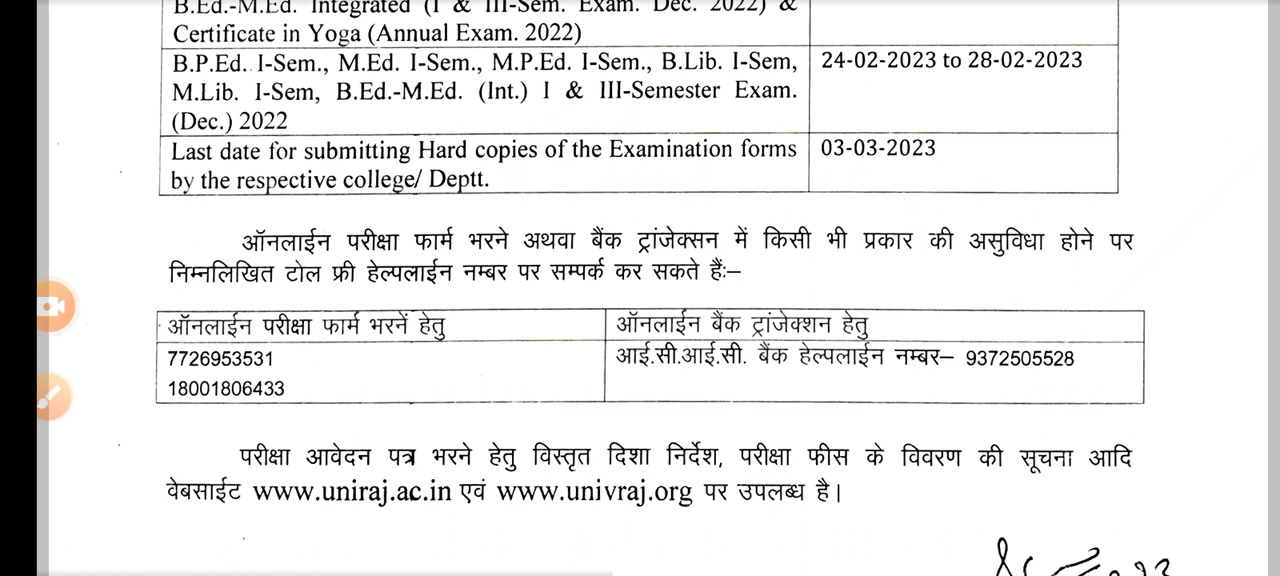 B.Ed.-M.Ed. Integrated (I & III-Sem. Exam. Dec. 2022) &
Certificate in Yoga (Annual Exam. 2022)
B.P.Ed. I-Sem., M.Ed. I-Sem., M.P.Ed. I-Sem., B.Lib. I-Sem, 24-02-2023 to 28-02-2023
M.Lib. I-Sem, B.Ed.-M.Ed. (Int.) I & III-Semester Exam.
(Dec.) 2022
Last date for submitting Hard copies of the Examination forms 03-03-2023
by the respective college/ Deptt.
ऑनलाईन परीक्षा फार्म भरने अथवा बैंक ट्रांजेक्सन में किसी भी प्रकार की असुविधा होने पर
निम्नलिखित टोल फ्री हेल्पलाईन नम्बर पर सम्पर्क कर सकते हैंः–
ऑनलाईन परीक्षा फार्म भरनें हेतु ऑनलाईन बैंक ट्रांजेक्शन हेतु
7726953531 आई.सी.आई.सी. बैंक हेल्पलाईन नम्बर– 9372505528
18001806433
परीक्षा आवेदन पत्र भरने हेतु विस्तृत दिशा निर्देश, परीक्षा फीस के विवरण की सूचना आदि
वेबसाईट www.uniraj.ac.in एवं www.univraj.org पर उपलब्ध है।